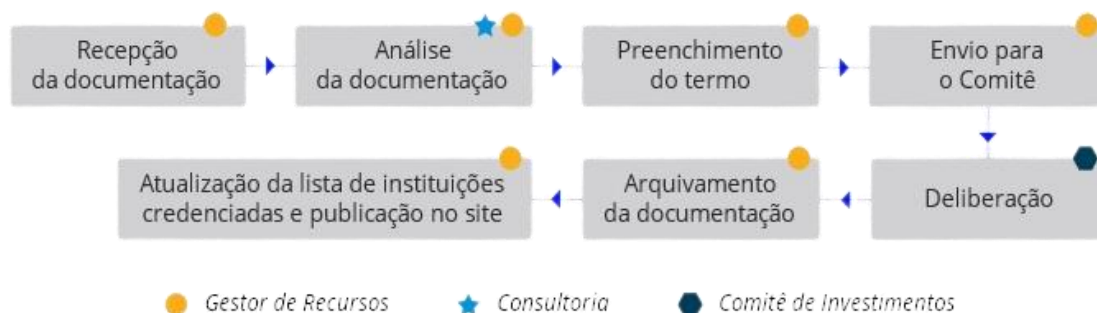 Recepção
da documentação
Análise
da documentação
Preenchimento
do termo
Envio para
o Comitê
Deliberação
Arquivamento
da documentação
Atualização da lista de instituições
credenciadas e publicação no site
Gestor de Recursos
Consultoria
Comitê de Investimentos